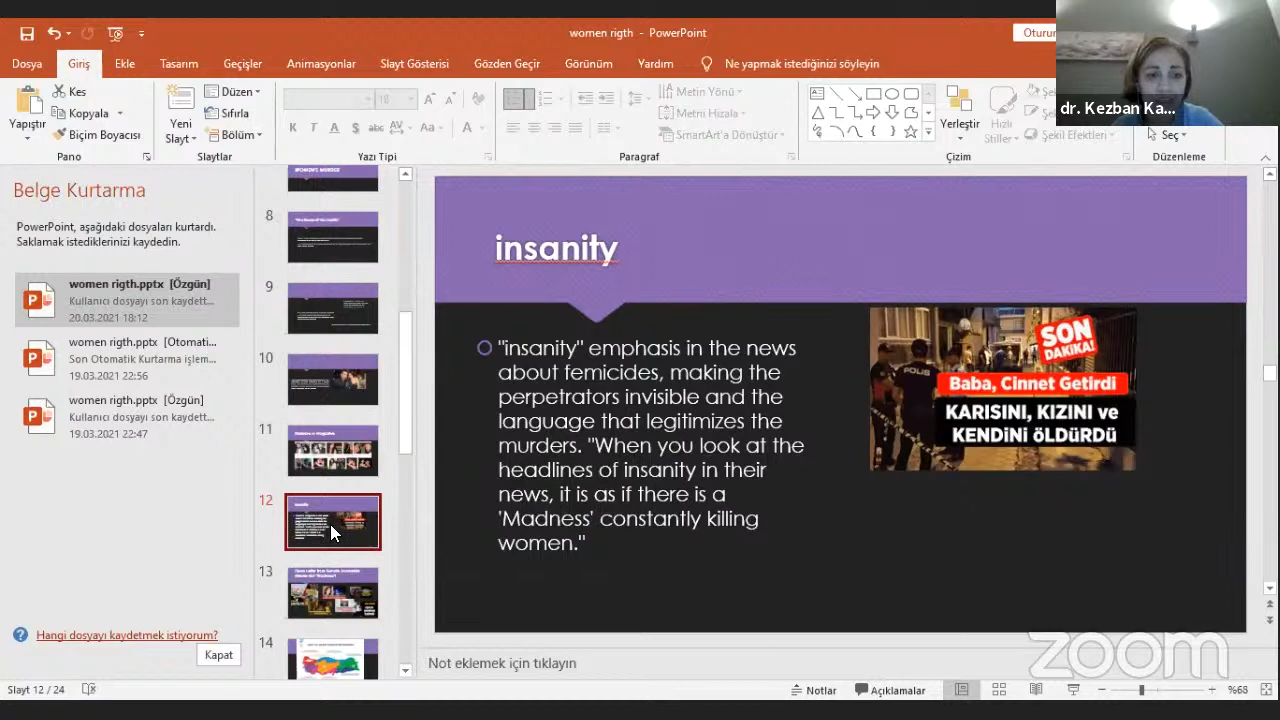 women rigth - PowerPoint
Oturun
Dosya Giriş Ekle Tasarım Geçişler Animasyonlar Slayt Gösterisi Gözden Geçir Görünüm Yardım Ne yapmak istediğinizi söyleyin
dr. Kezban Ka...
Yapıştır
Kes
Kopyala
Biçim Boyacısı
Pano
Yeni
Slayt
Düzen
Sıfırla
Bölüm
Slaytlar
18
K T A S abc AV Aa A
Yazı Tipi
Metin Yönü
Metni Hizala
SmartArt'a Dönüştür
Paragraf
Yerleştir
Hızlı
Stiller
Şekil Efektleri
Çizim
Seç
Düzenleme
Belge Kurtarma
PowerPoint, aşağıdaki dosyaları kurtardı.
Saklamak istediklerinizi kaydedin.
women rigth.pptx [Özgün]
Kullanıcı dosyayı son kaydett...
20.03.2021 18:12
women rigth.pptx [Otomati...
Son Otomatik Kurtarma işlem...
19.03.2021 22:56
women rigth.pptx [Özgün]
Kullanıcı dosyayı son kaydett...
19.03.2021 22:47
Hangi dosyayı kaydetmek istiyorum?
Kapat
8
9
10
11
12
13
14
insanity
"insanity" emphasis in the news
about femicides, making the
perpetrators invisible and the
language that legitimizes the
murders. "When you look at the
headlines of insanity in their
news, it is as if there is a
'Madness' constantly killing
women."
SON
DAKİKA!
POLIS
Baba, Cinnet Getirdi
KARISINI, KIZINI ve
KENDİNİ ÖLDÜRDÜ
zoom
Not eklemek için tıklayın
Slayt 12 / 24
Notlar
Açıklamalar
%68